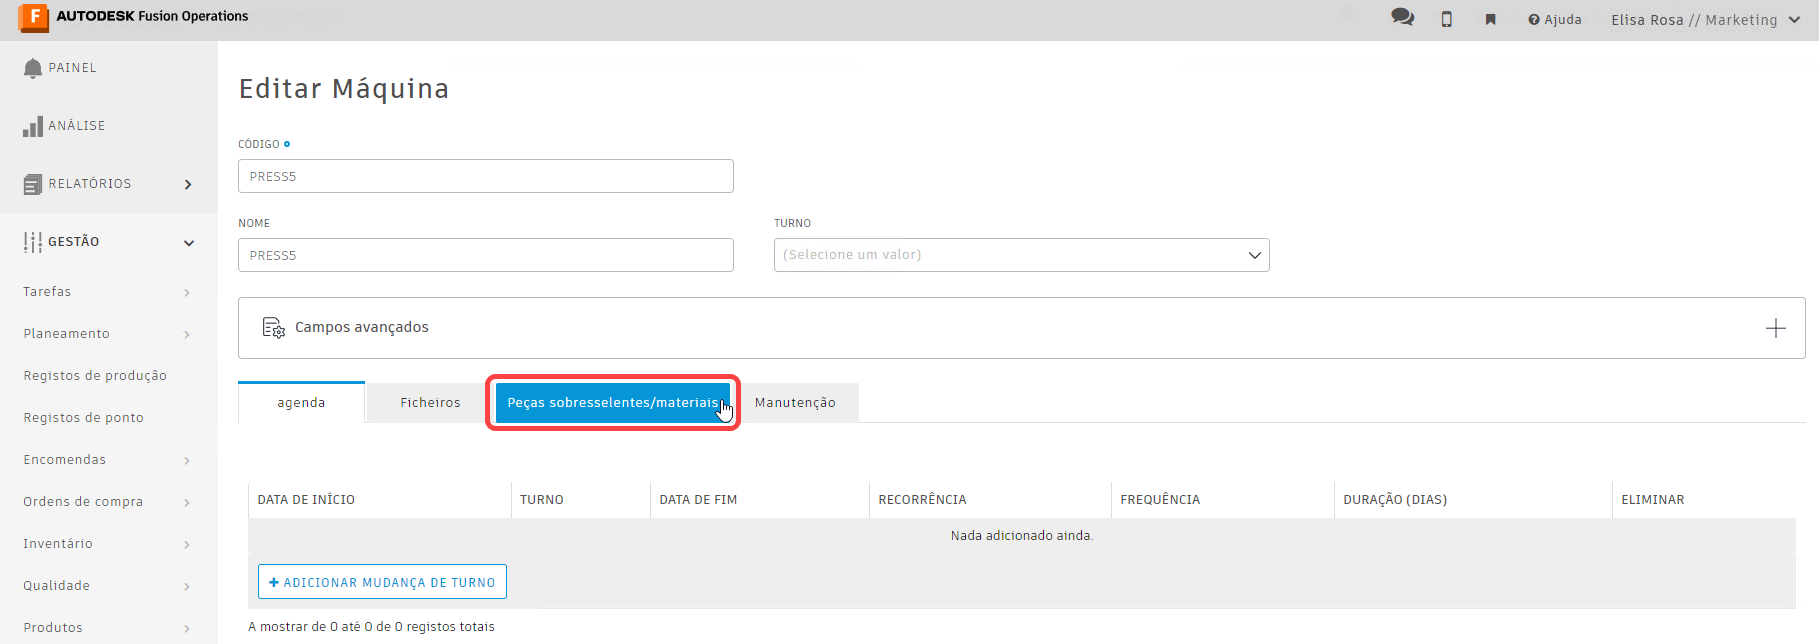 F AUTODESK Fusion Operations
Ajuda
Elisa Rosa // Marketing
PAINEL
ANÁLISE
RELATÓRIOS
GESTÃO
Tarefas
Planeamento
Registos de produção
Registos de ponto
Encomendas
Ordens de compra
Inventário
Qualidade
Produtos
Editar Máquina
CÓDIGO
PRESS5
NOME
TURNO
PRESS5
(Selecione um valor)
Campos avançados
agenda
Ficheiros
Peças sobresselentes/materiais
Manutenção
DATA DE INÍCIO
TURNO
DATA DE FIM
RECORRÊNCIA
FREQUÊNCIA
DURAÇÃO (DIAS)
ELIMINAR
Nada adicionado ainda.
+ ADICIONAR MUDANÇA DE TURNO
A mostrar de 0 até 0 de 0 registos totais